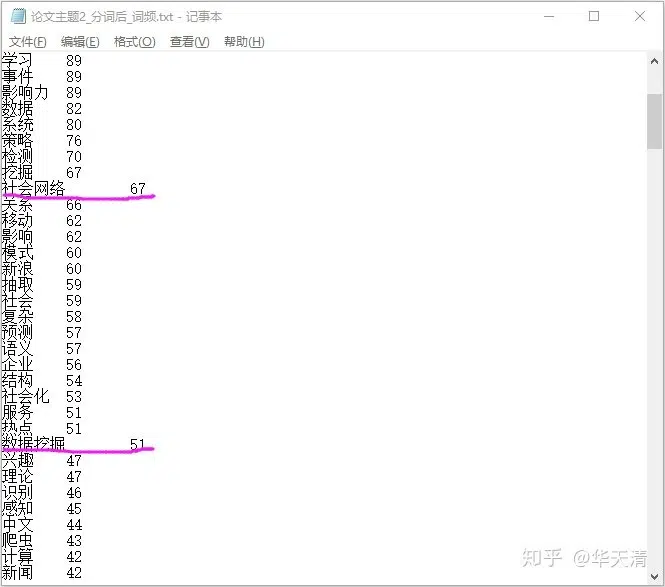 论文主题2_分词后_词频.txt - 记事本
文件(F) 编辑(E) 格式(O) 查看(V) 帮助(H)
学习 89
事件 89
影响力 89
数据 82
系统 80
策略 76
检测 70
挖掘 67
社会网络 67
关系 66
移动 62
影响 62
模式 60
新浪 60
抽取 59
社会 59
复杂 58
预测 57
语义 57
企业 56
结构 54
社会化 53
服务 51
热点 51
数据挖掘 51
兴趣 47
理论 47
识别 46
感知 45
中文 44
爬虫 43
计算 42
新闻 42
知乎 @华天清